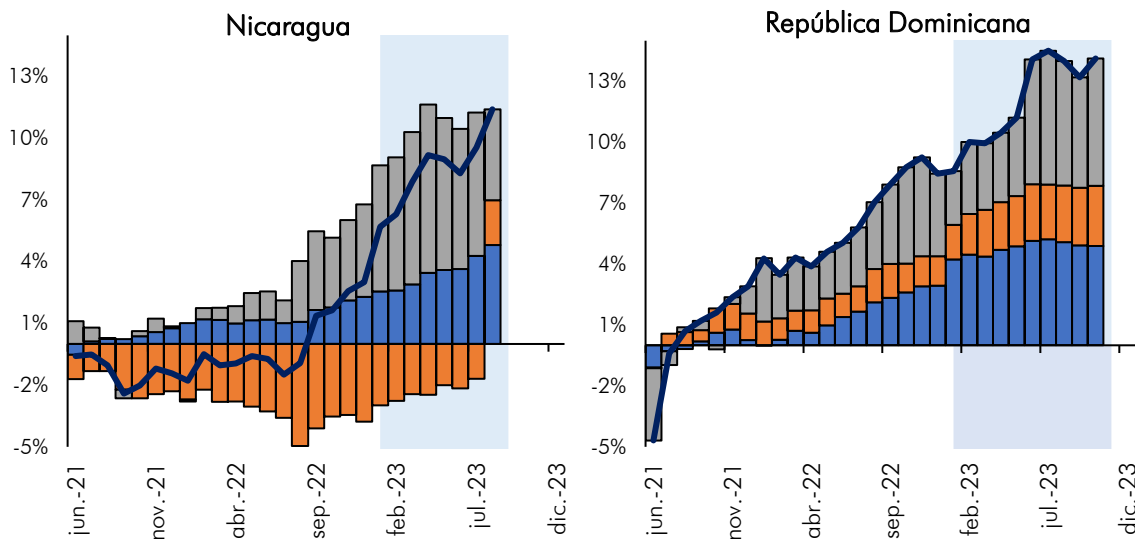 Nicaragua
13%
10%
7%
4%
1%
-2%
-5%
jun.-21
nov.-21
abr.-22
sep.-22
feb.-23
jul.-23
dic.-23
República Dominicana
13%
10%
7%
4%
1%
-2%
-5%
jun.-21
nov.-21
abr.-22
sep.-22
feb.-23
jul.-23
dic.-23